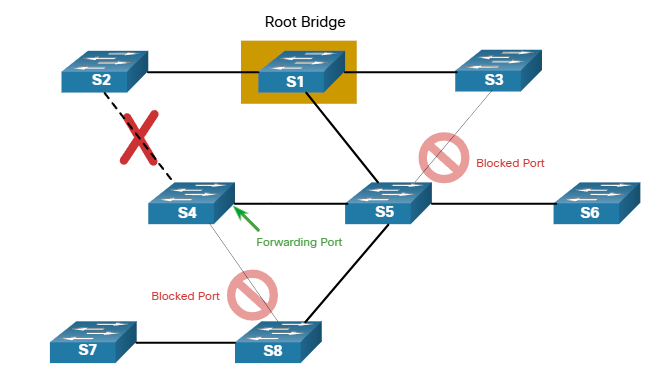 Root Bridge
S2
S1
S3
Blocked Port
S4
S5
S6
Forwarding Port
Blocked Port
S7
S8